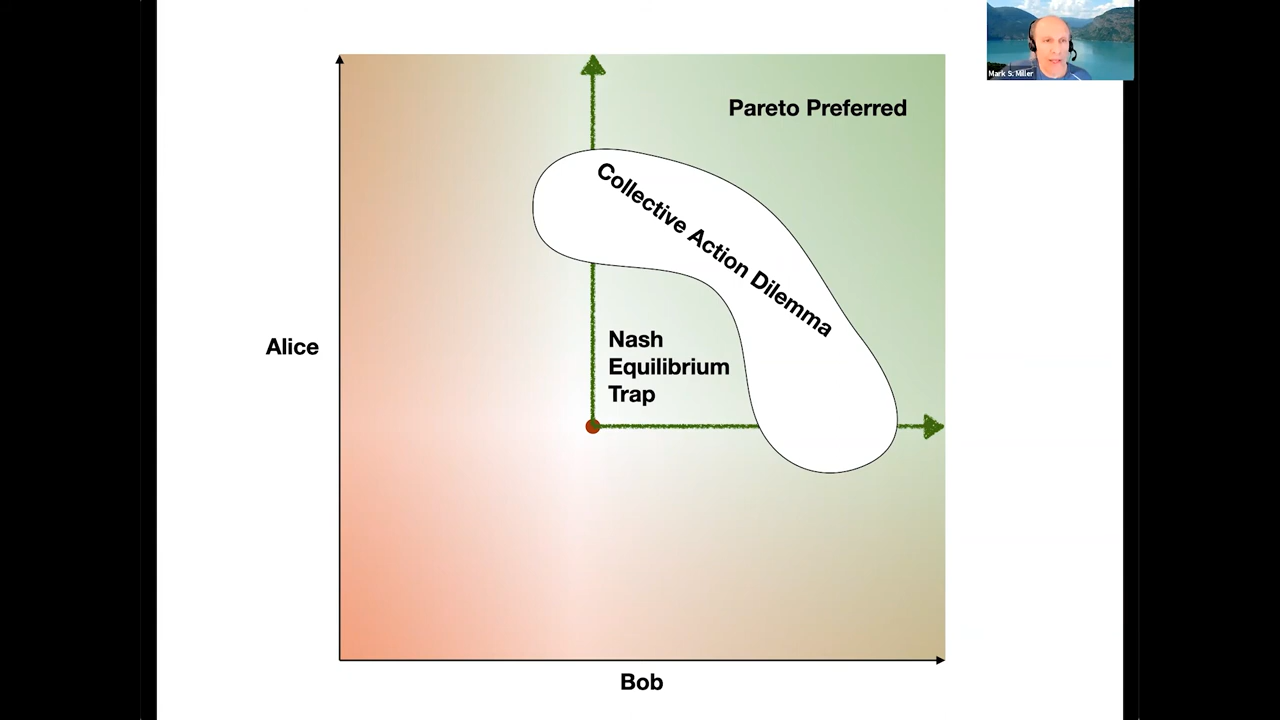 Mark S. Miller
Pareto Preferred
Collective Action Dilemma
Nash
Equilibrium
Trap
Alice
Bob